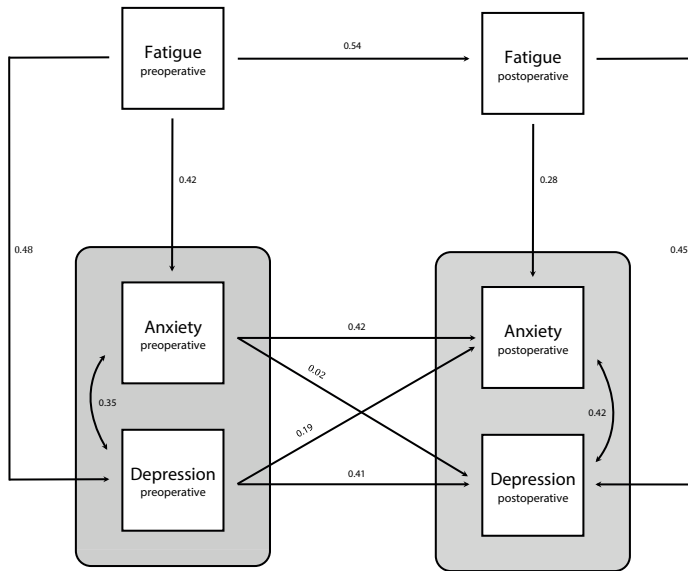 Fatigue
preoperative
0.54
Fatigue
postoperative
0.42
0.28
0.48
0.45
Anxiety
preoperative
0.42
Anxiety
postoperative
0.02
0.35
0.42
0.19
Depression
preoperative
0.41
Depression
postoperative